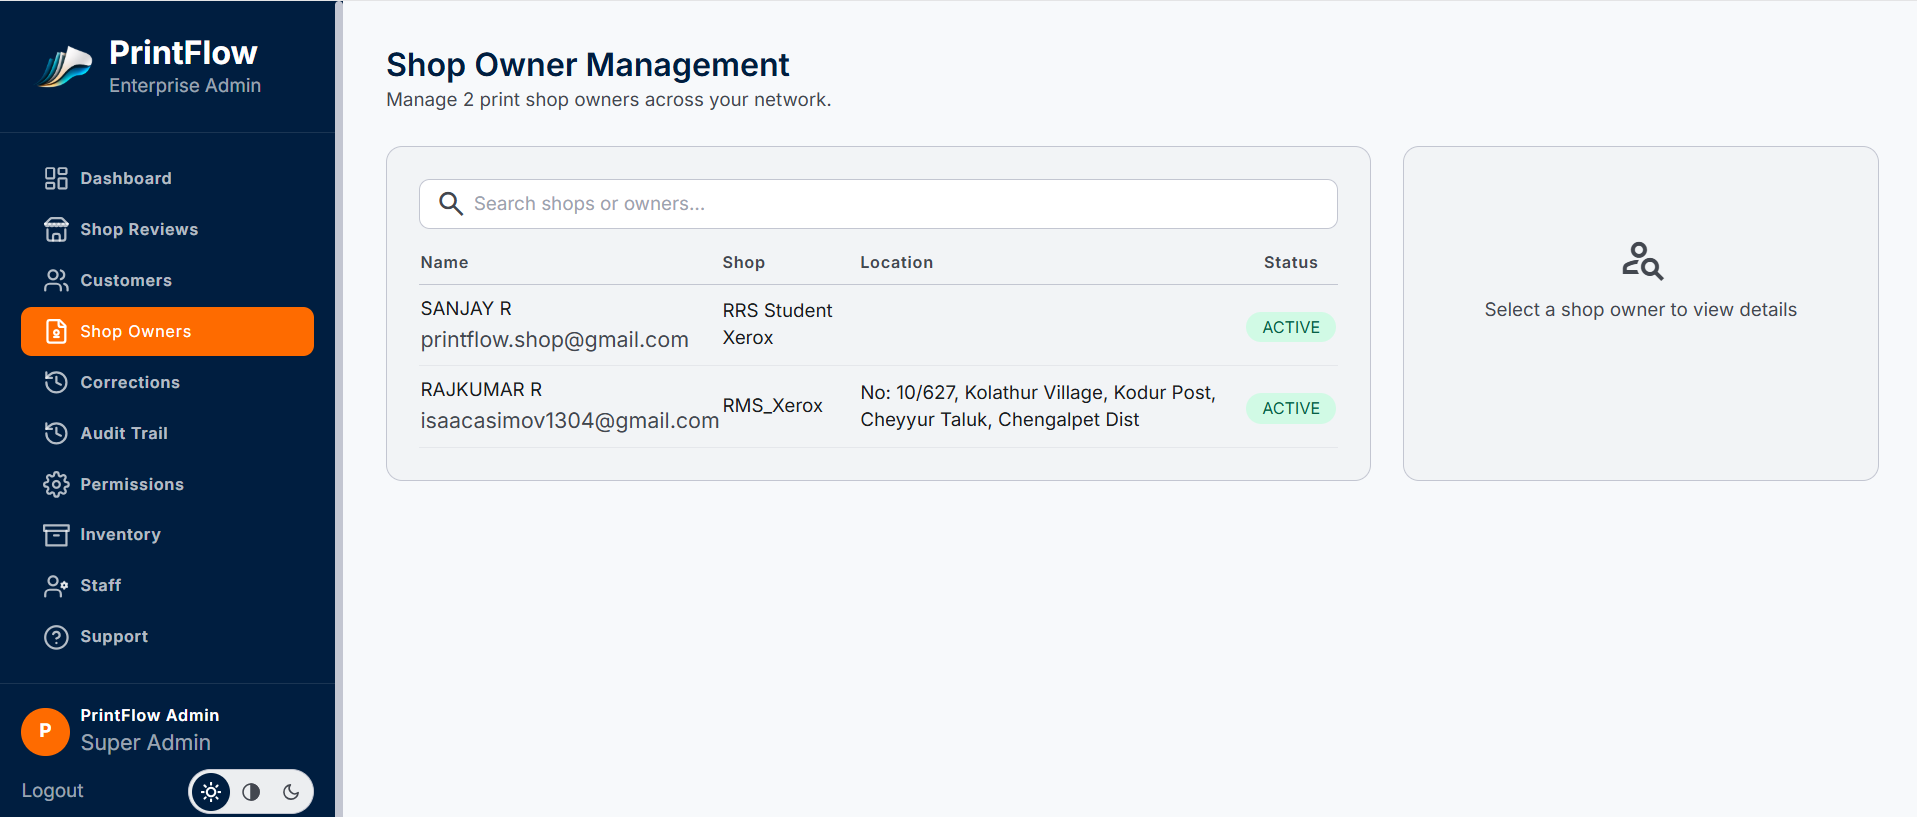 PrintFlow
Enterprise Admin
Dashboard
Shop Reviews
Customers
Shop Owners
Corrections
Audit Trail
Permissions
Inventory
Staff
Support
P
PrintFlow Admin
Super Admin
Logout
Shop Owner Management
Manage 2 print shop owners across your network.
Search shops or owners...
Name Shop Location Status
SANJAY R
printflow.shop@gmail.com
RRS Student
Xerox
ACTIVE
RAJKUMAR R
isaacasimov1304@gmail.com
RMS_Xerox
No: 10/627, Kolathur Village, Kodur Post,
Cheyyur Taluk, Chengalpet Dist
ACTIVE
Select a shop owner to view details